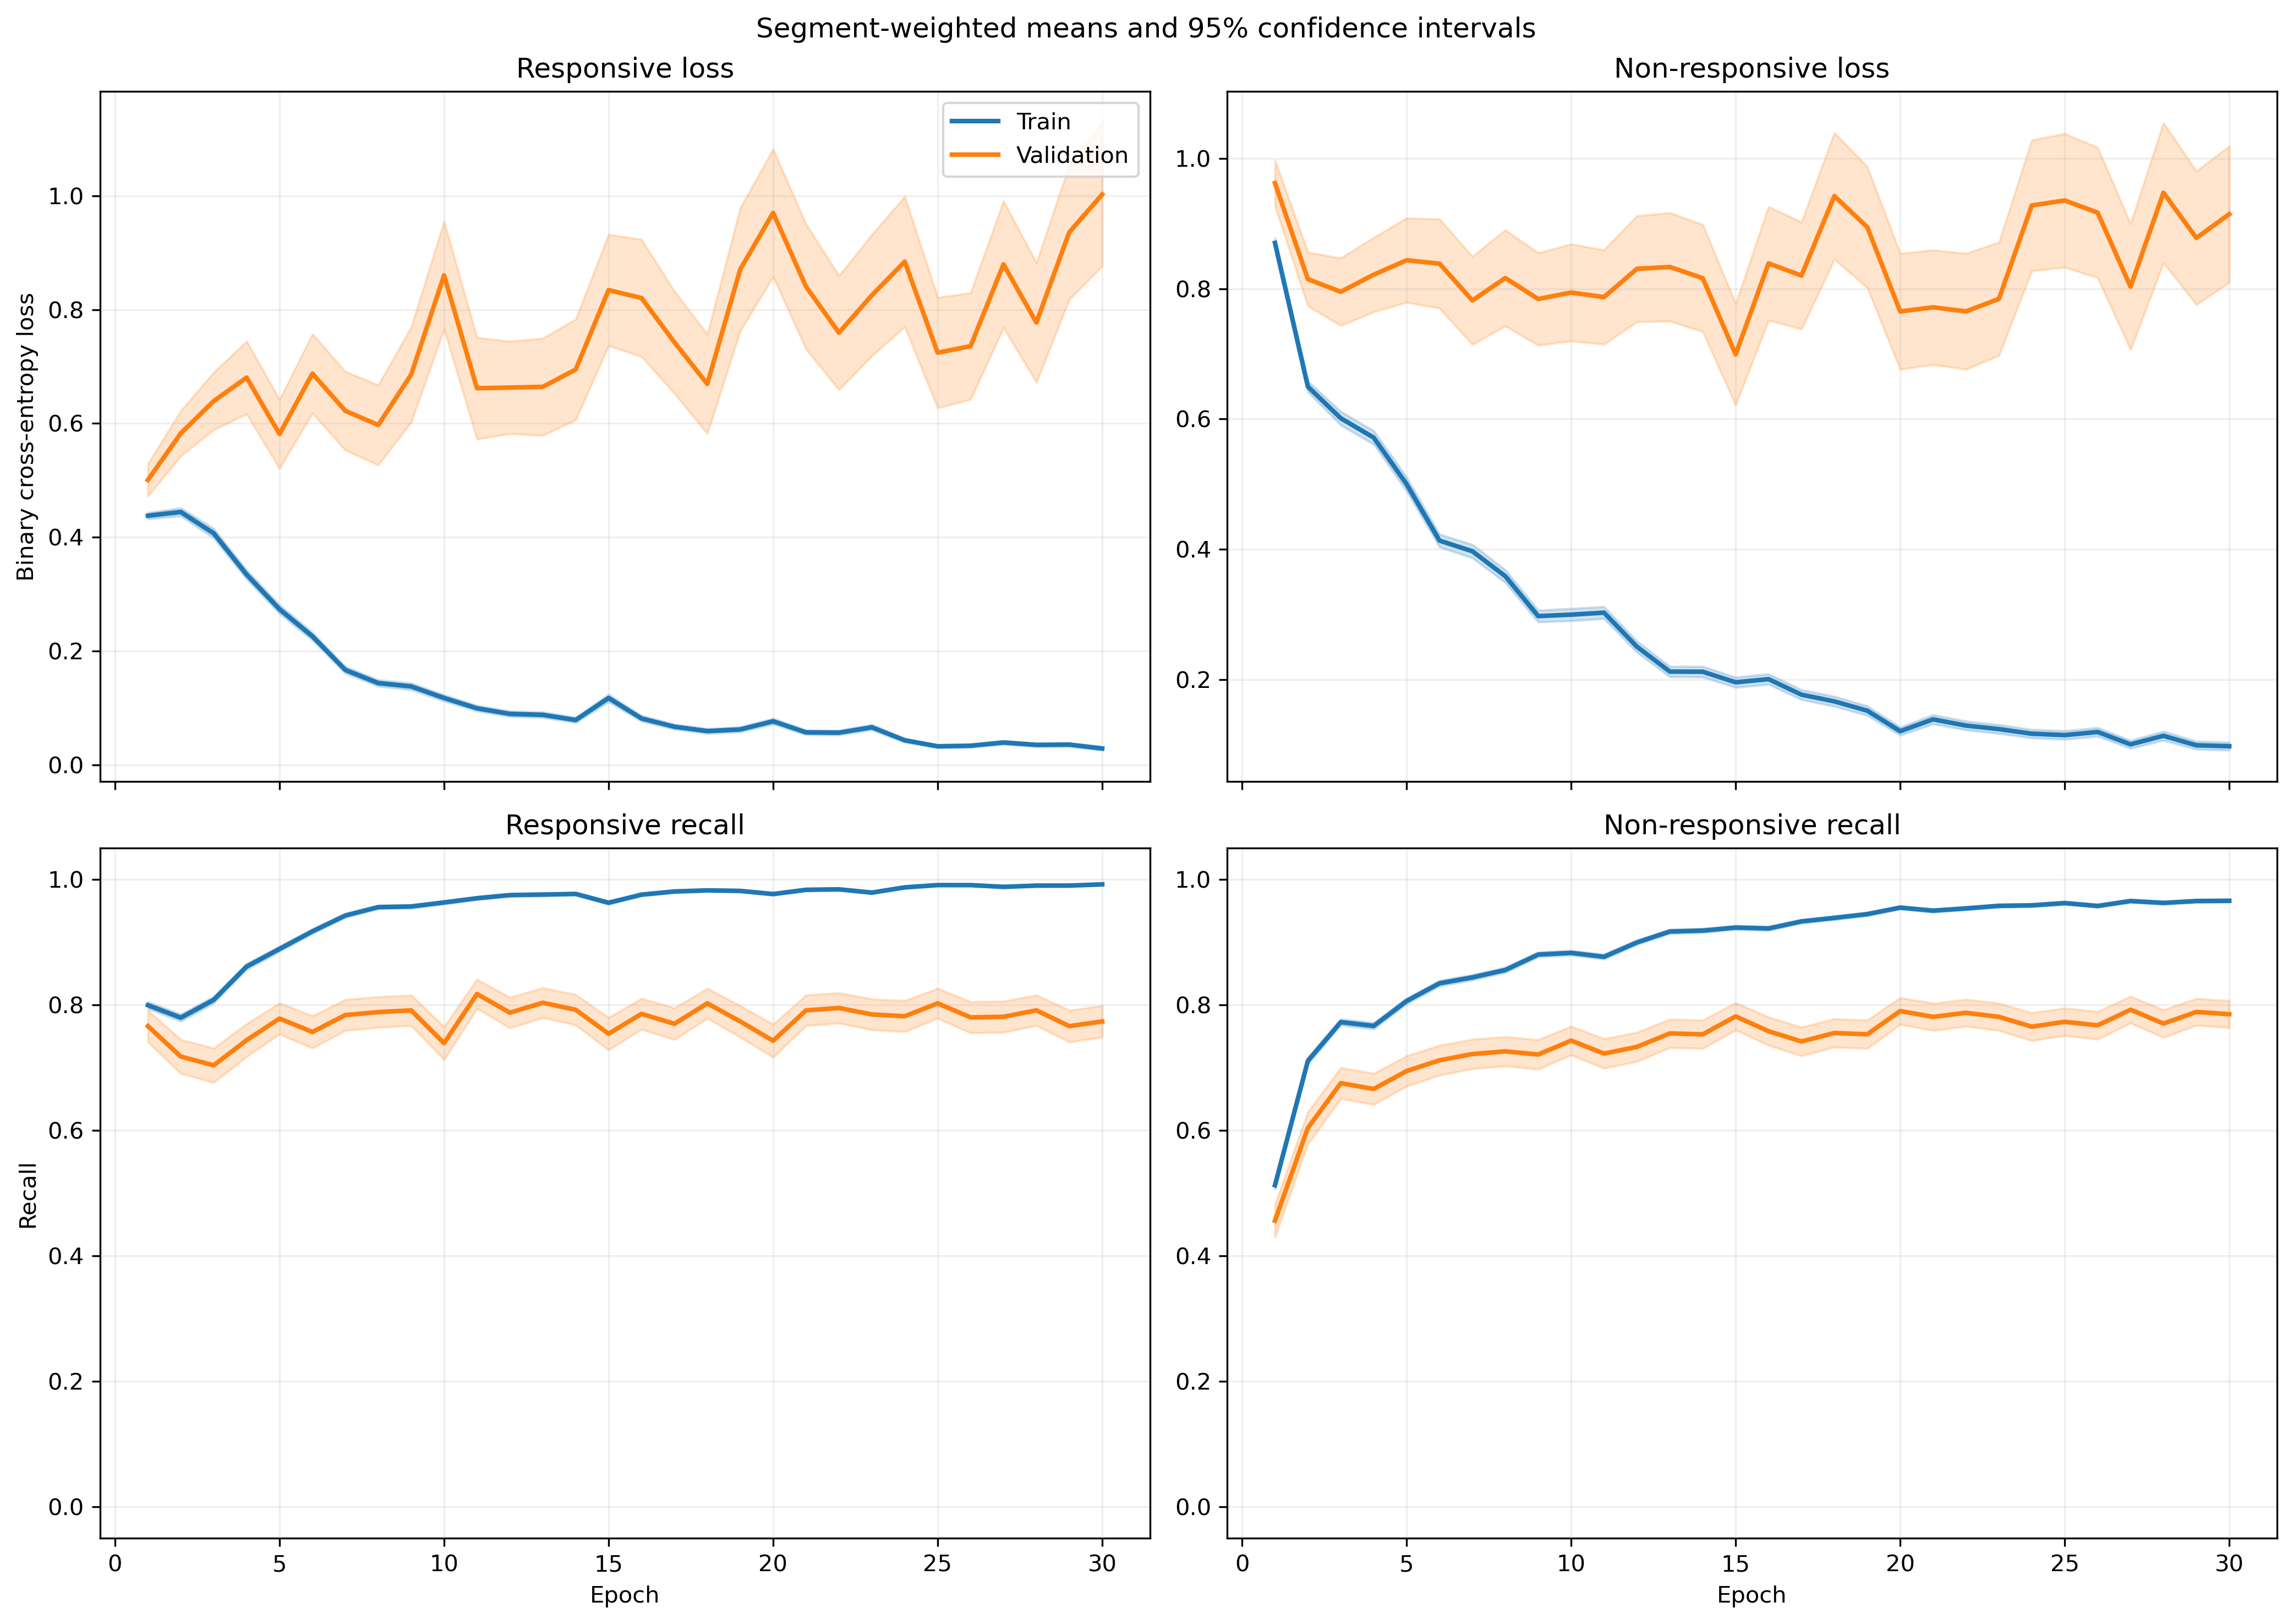 Segment-weighted means and 95% confidence intervals
Responsive loss
Non-responsive loss
Train
Validation
Binary cross-entropy loss
1.0
0.8
0.6
0.4
0.2
0.0
1.0
0.8
0.6
0.4
0.2
Responsive recall
Non-responsive recall
Recall
1.0
0.8
0.6
0.4
0.2
0.0
0 5 10 15 20 25 30
Epoch
1.0
0.8
0.6
0.4
0.2
0.0
0 5 10 15 20 25 30
Epoch